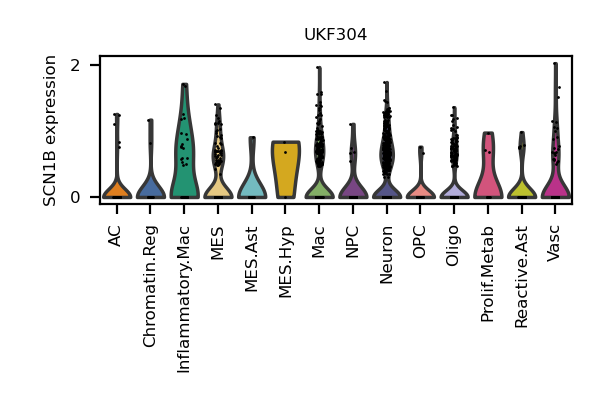 UKF304
SCN1B expression
2
0
AC
Chromatin.Reg
Inflammatory.Mac
MES
MES.Ast
MES.Hyp
Mac
NPC
Neuron
OPC
Oligo
Prolif.Metab
Reactive.Ast
Vasc